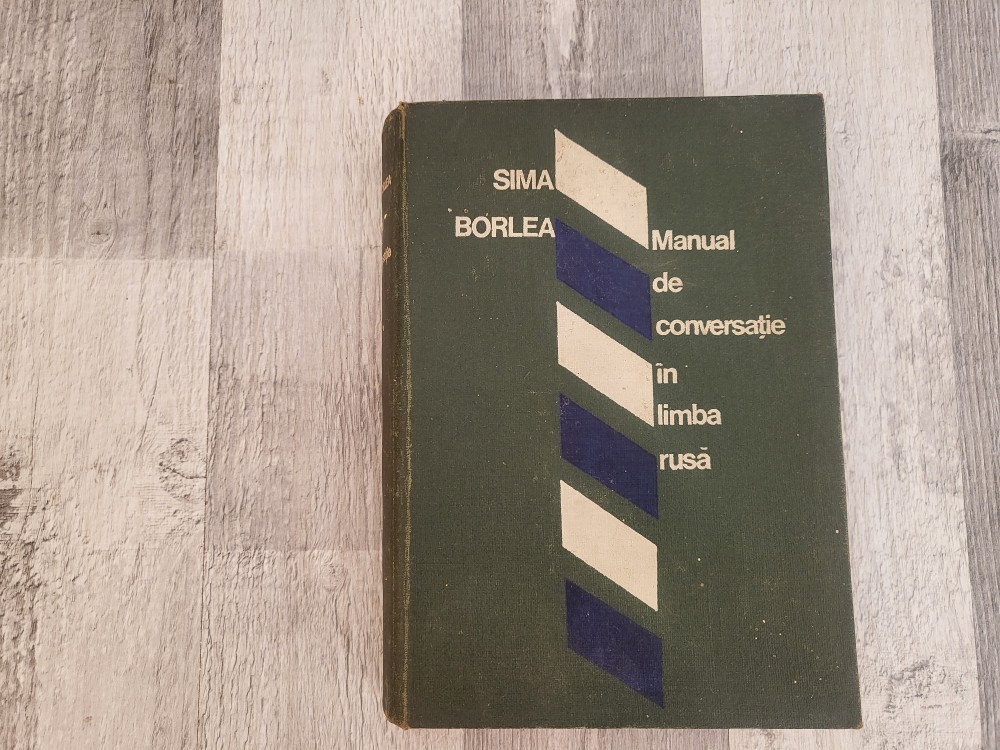 SIMA
BORLEA
Manual
de
conversație
în
limba
rusă